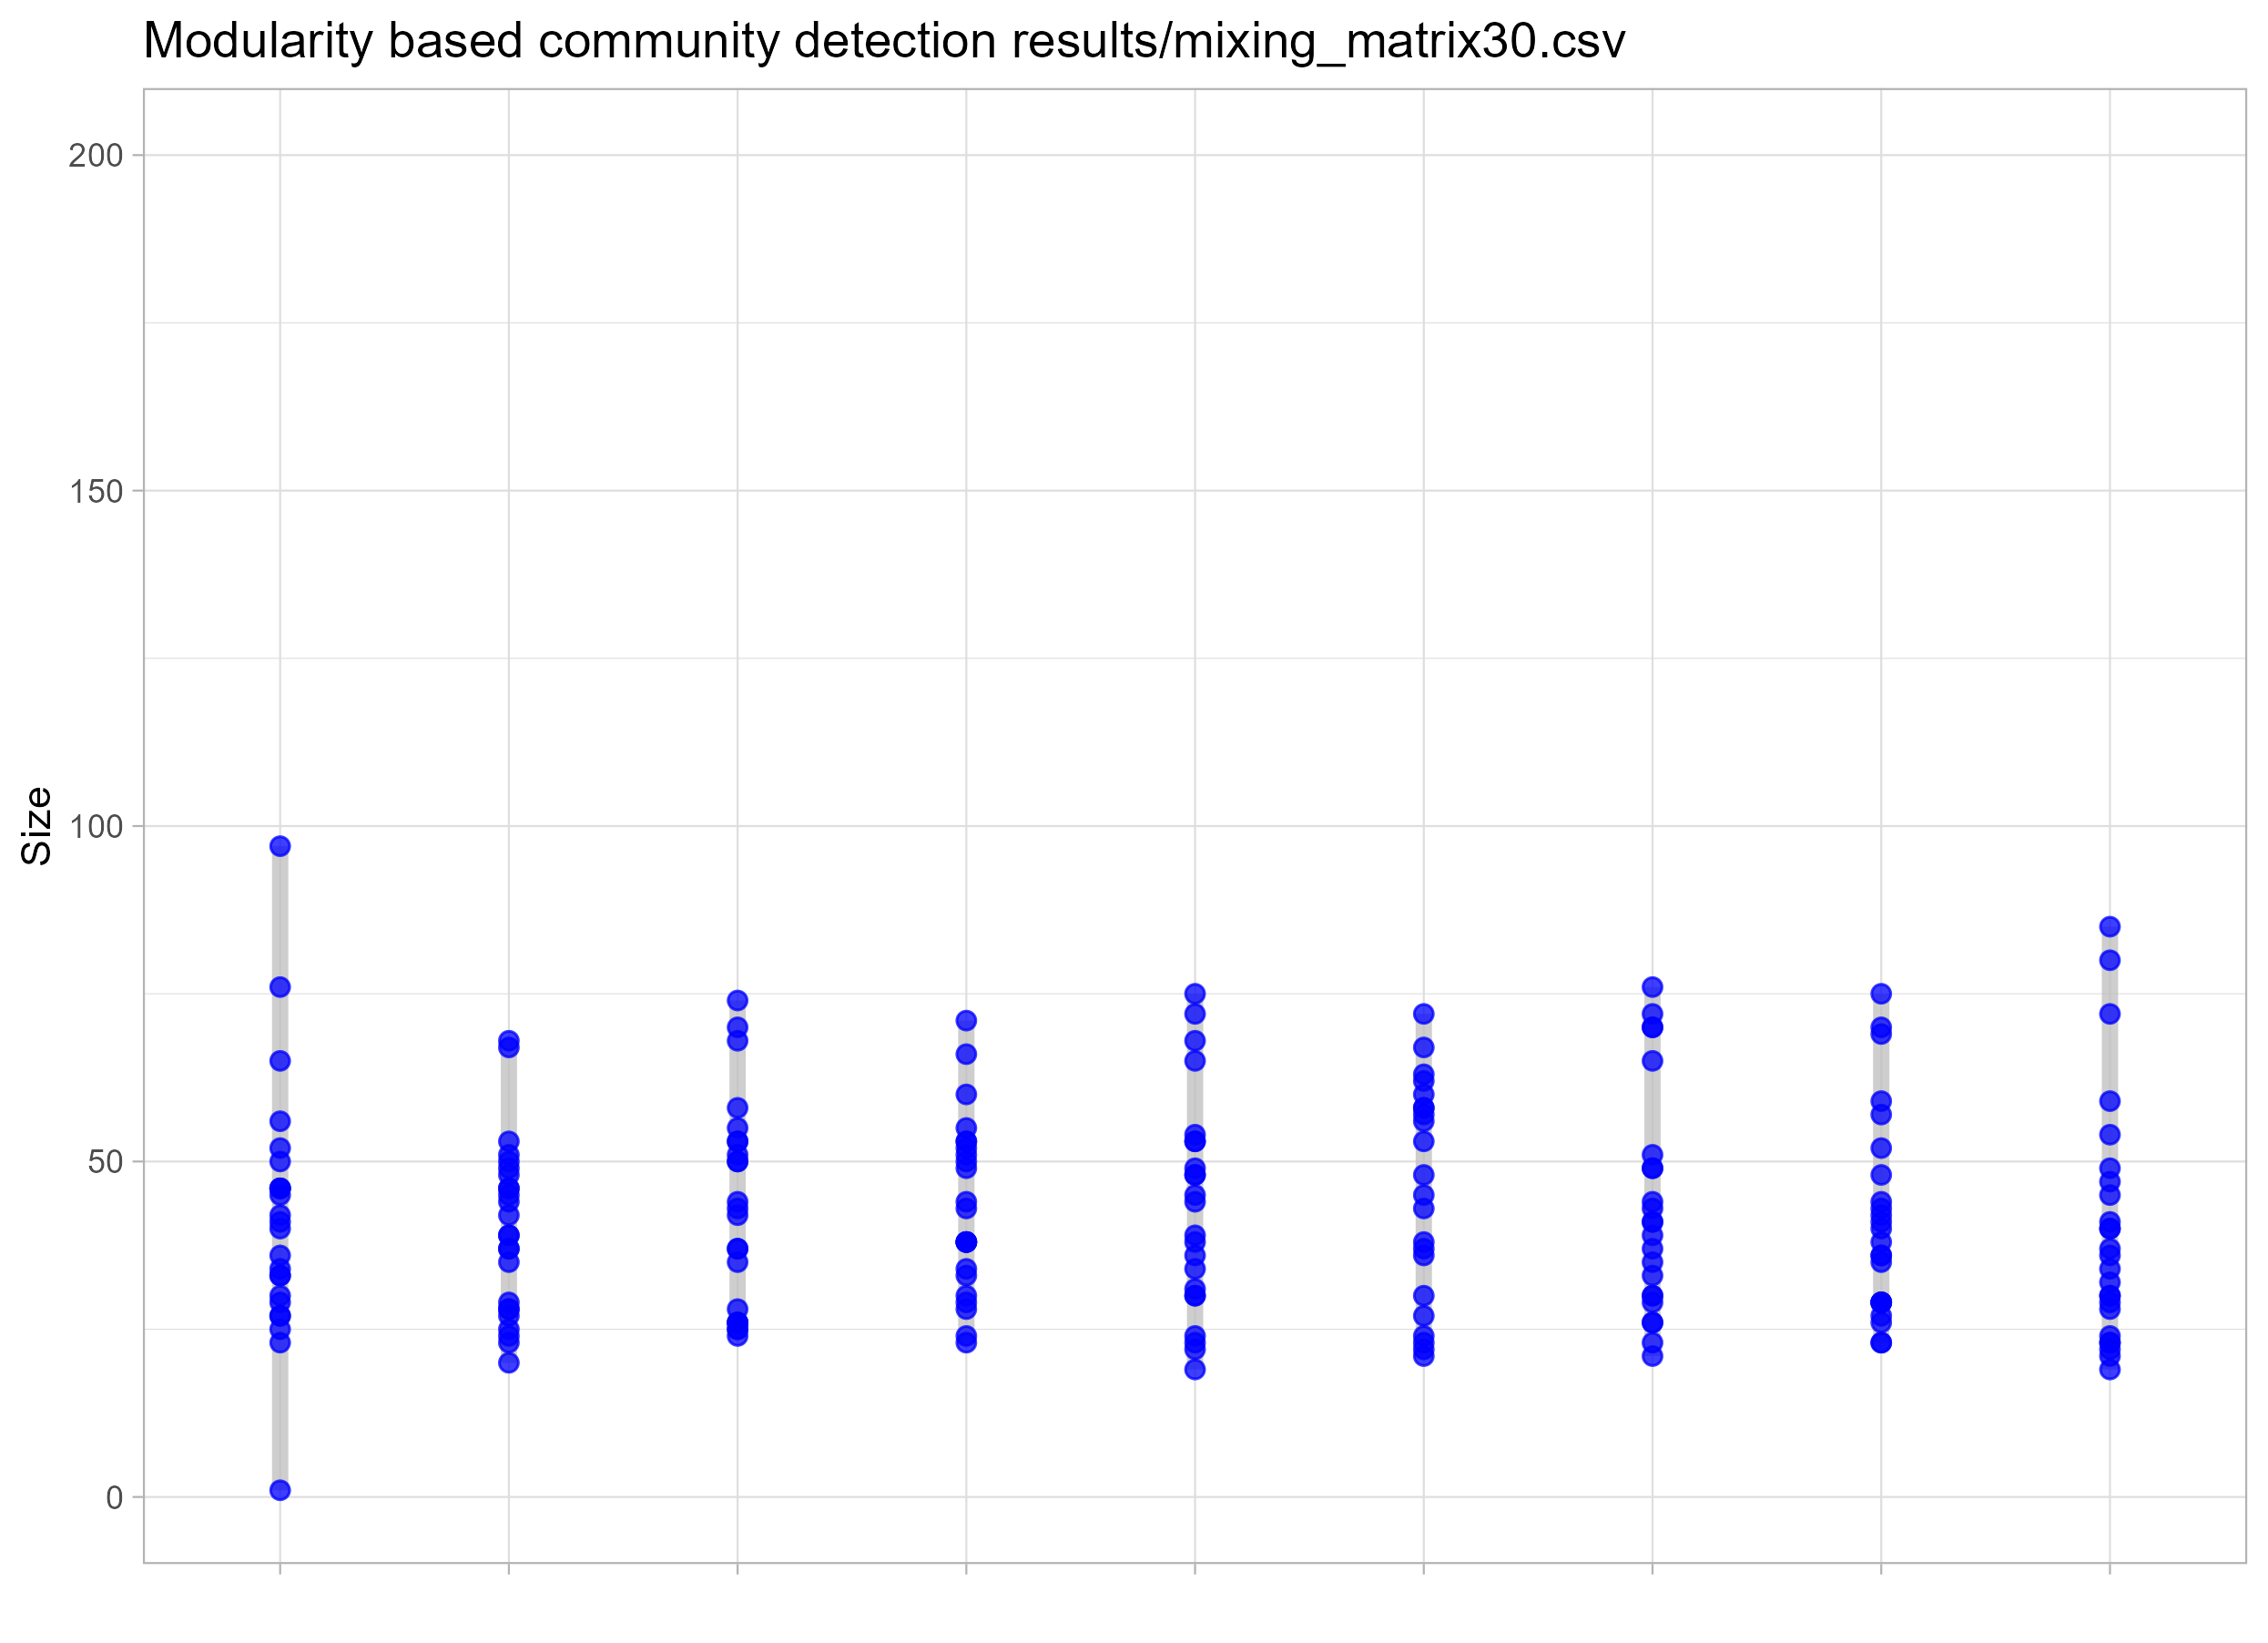 Modularity based community detection results/mixing_matrix30.csv
200
150
100
50
0
Size